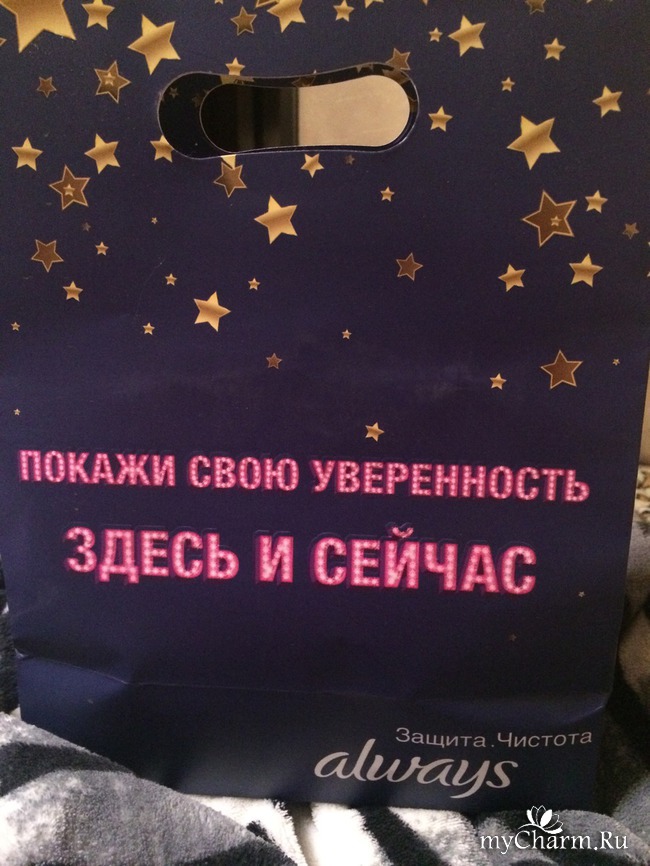 ПОКАЖИ СВОЮ УВЕРЕННОСТЬ
ЗДЕСЬ И СЕЙЧАС
Защита.Чистота
always
myCharm.Ru